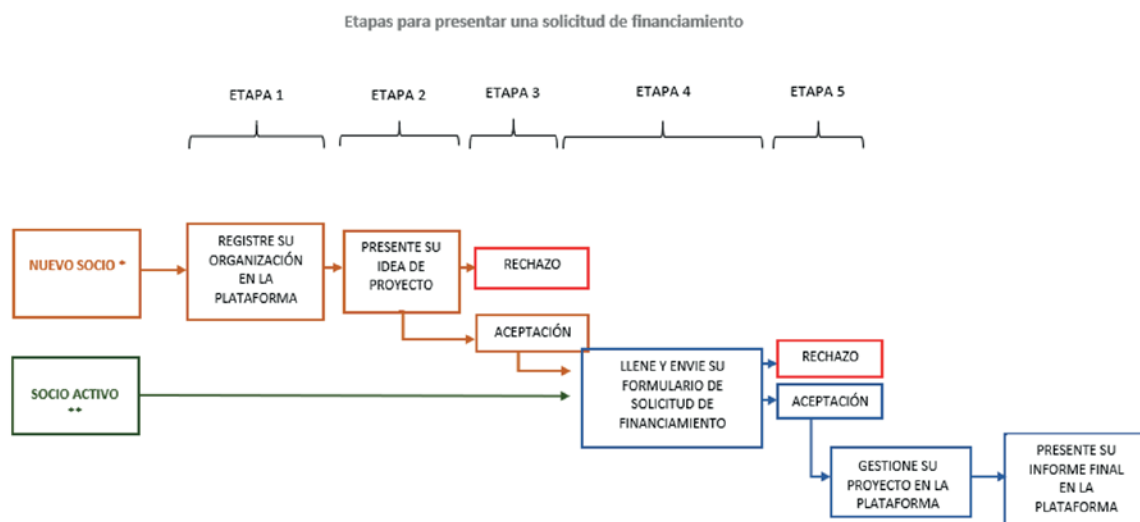 Etapas para presentar una solicitud de financiamiento
ETAPA 1
ETAPA 2
ETAPA 3
ETAPA 4
ETAPA 5
NUEVO SOCIO *
REGISTRE SU
ORGANIZACIÓN
EN LA
PLATAFORMA
PRESENTE SU
IDEA DE
PROYECTO
RECHAZO
ACEPTACIÓN
SOCIO ACTIVO
**
LLENE Y ENVIE SU
FORMULARIO DE
SOLICITUD DE
FINANCIAMIENTO
RECHAZO
ACEPTACIÓN
GESTIONE SU
PROYECTO EN LA
PLATAFORMA
PRESENTE SU
INFORME FINAL
EN LA
PLATAFORMA